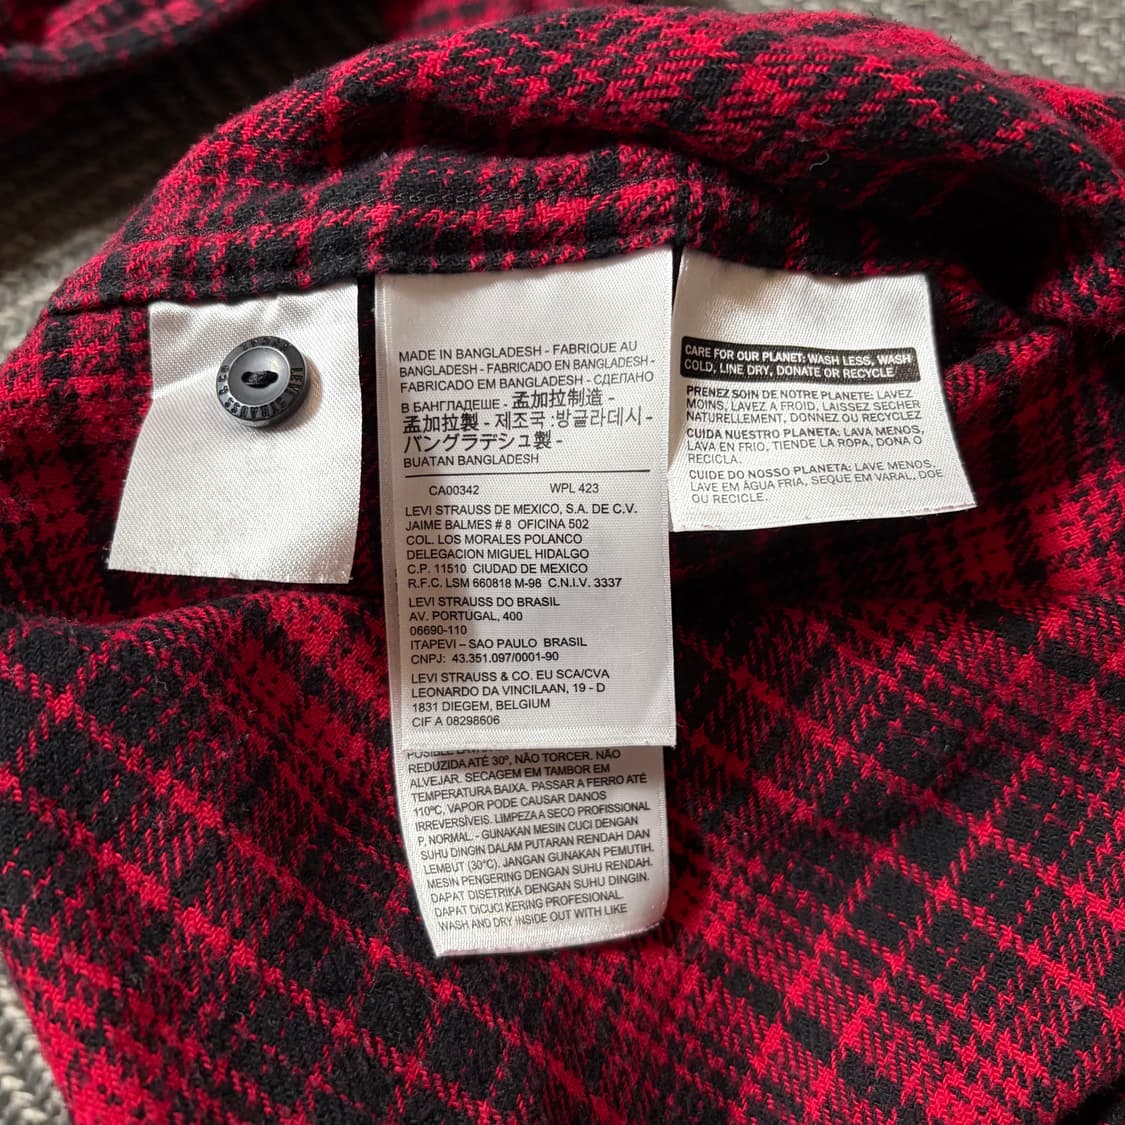 LEVI STRAUSS
MADE IN BANGLADESH - FABRIQUE AU
BANGLADESH - FABRICADO EN BANGLADESH -
FABRICADO EM BANGLADESH - СДЕЛАНО
В БАНГЛАДЕШЕ - 孟加拉制造 -
孟加拉製 - 제조국 :방글라데시 -
バングラデシュ製 -
BUATAN BANGLADESH
CA00342 WPL 423
LEVI STRAUSS DE MEXICO, S.A. DE C.V.
JAIME BALMES # 8 OFICINA 502
COL. LOS MORALES POLANCO
DELEGACION MIGUEL HIDALGO
C.P. 11510 CIUDAD DE MEXICO
R.F.C. LSM 660818 M-98 C.N.I.V. 3337
LEVI STRAUSS DO BRASIL
AV. PORTUGAL, 400
06690-110
ITAPEVI – SAO PAULO BRASIL
CNPJ: 43.351.097/0001-90
LEVI STRAUSS & CO. EU SCA/CVA
LEONARDO DA VINCILAAN, 19 - D
1831 DIEGEM, BELGIUM
CIF A 08298606
REDUZIDA ATÉ 30º, NÃO TORCER. NÃO
ALVEJAR. SECAGEM EM TAMBOR EM
TEMPERATURA BAIXA. PASSAR A FERRO ATÉ
110ºC, VAPOR PODE CAUSAR DANOS
IRREVERSÍVEIS. LIMPEZA A SECO PROFISSIONAL
P, NORMAL. - GUNAKAN MESIN CUCI DENGAN
SUHU DINGIN DALAM PUTARAN RENDAH DAN
LEMBUT (30°C). JANGAN GUNAKAN PEMUTIH.
MESIN PENGERING DENGAN SUHU RENDAH.
DAPAT DISETRIKA DENGAN SUHU DINGIN.
DAPAT DICUCI KERING PROFESIONAL.
WASH AND DRY INSIDE OUT WITH LIKE
CARE FOR OUR PLANET: WASH LESS, WASH
COLD, LINE DRY, DONATE OR RECYCLE
PRENEZ SOIN DE NOTRE PLANETE: LAVEZ
MOINS, LAVEZ A FROID, LAISSEZ SECHER
NATURELLEMENT, DONNEZ OU RECYCLEZ
CUIDA NUESTRO PLANETA: LAVA MENOS,
LAVA EN FRIO, TIENDE LA ROPA, DONA O
RECICLA.
CUIDE DO NOSSO PLANETA: LAVE MENOS,
LAVE EM ÁGUA FRIA, SEQUE EM VARAL, DOE
OU RECICLE.